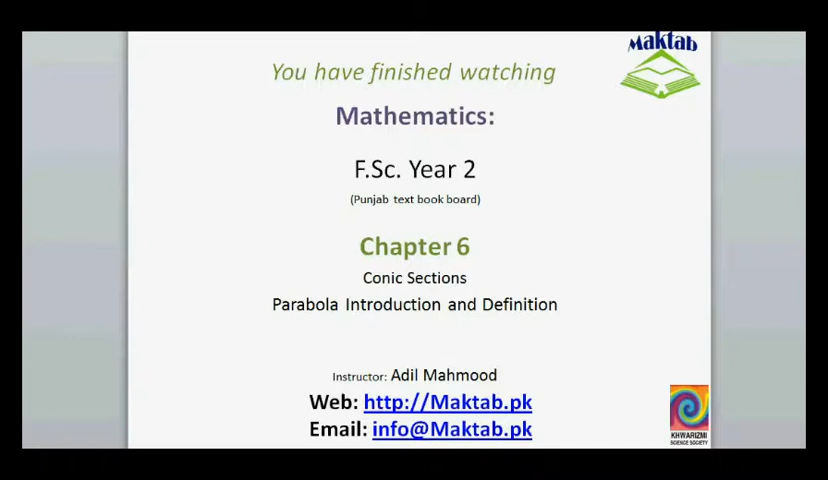 Maktab
You have finished watching
Mathematics:
F.Sc. Year 2
(Punjab text book board)
Chapter 6
Conic Sections
Parabola Introduction and Definition
Instructor: Adil Mahmood
Web: http://Maktab.pk
Email: info@Maktab.pk
KHWARIZMI
SCIENCE SOCIETY